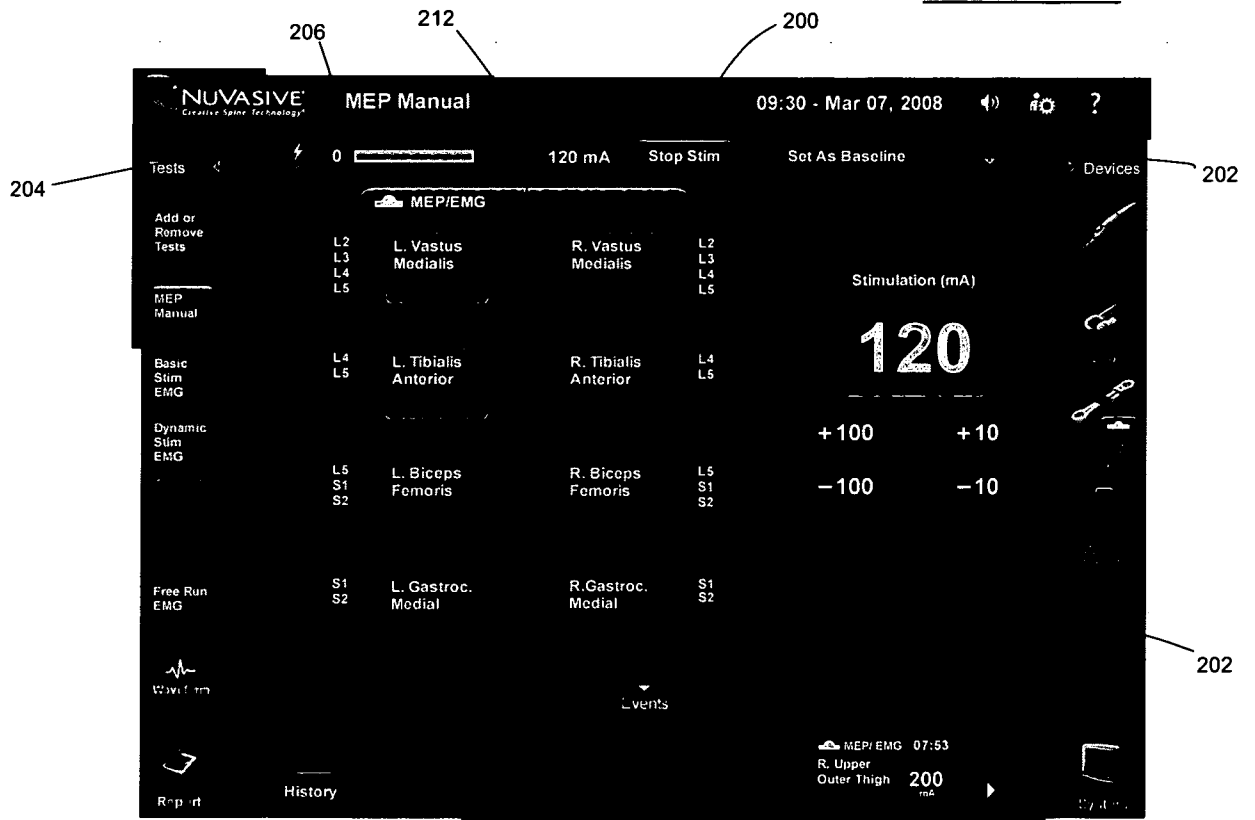 206
212
200
NUVASIVE®
Creative Spine Technology®
MEP Manual
09:30 - Mar 07, 2008
?
204
Tests
0
120 mA
Stop Stim
Set As Baseline
Devices
202
MEP/EMG
Add or
Remove
Tests
L2
L3
L4
L5
L. Vastus
Medialis
R. Vastus
Medialis
L2
L3
L4
L5
Stimulation (mA)
120
MEP
Manual
Basic
Stim
EMG
L4
L5
L. Tibialis
Anterior
R. Tibialis
Anterior
L4
L5
+100
+10
Dynamic
Stim
EMG
L5
S1
S2
L. Biceps
Femoris
R. Biceps
Femoris
L5
S1
S2
−100
−10
Free Run
EMG
S1
S2
L. Gastroc.
Medial
R.Gastroc.
Medial
S1
S2
202
Events
MEP/ EMG 07:53
R. Upper
Outer Thigh
200
mA
Report
History